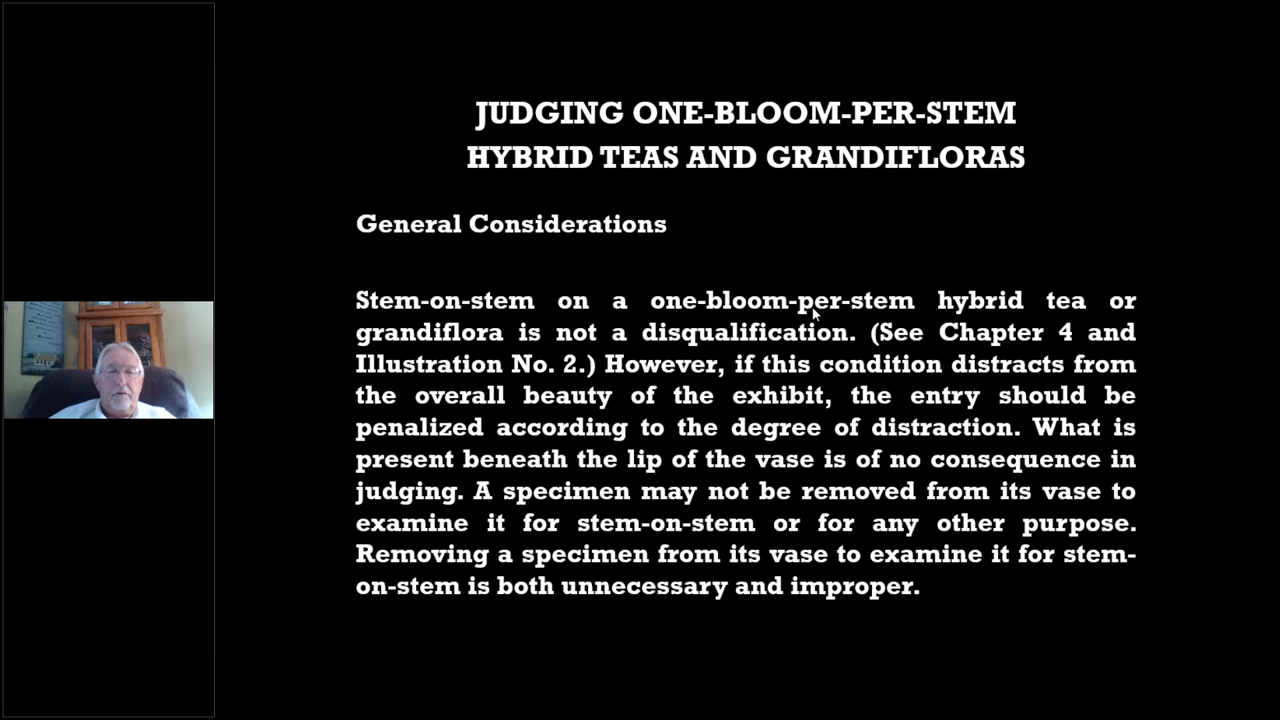 JUDGING ONE-BLOOM-PER-STEM
HYBRID TEAS AND GRANDIFLORAS
General Considerations
Stem-on-stem on a one-bloom-per-stem hybrid tea or
grandiflora is not a disqualification. (See Chapter 4 and
Illustration No. 2.) However, if this condition distracts from
the overall beauty of the exhibit, the entry should be
penalized according to the degree of distraction. What is
present beneath the lip of the vase is of no consequence in
judging. A specimen may not be removed from its vase to
examine it for stem-on-stem or for any other purpose.
Removing a specimen from its vase to examine it for stem-
on-stem is both unnecessary and improper.